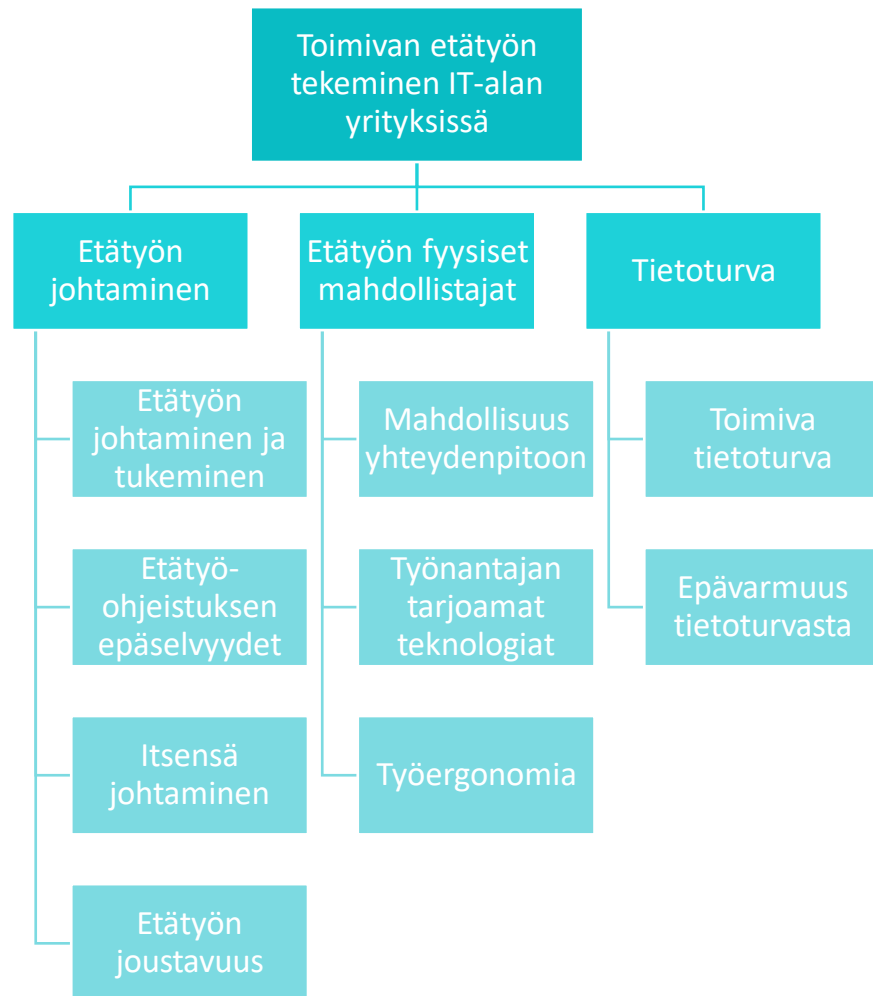 Toimivan etätyön
tekeminen IT-alan
yrityksissä
Etätyön
johtaminen
Etätyön fyysiset
mahdollistajat
Tietoturva
Etätyön
johtaminen ja
tukeminen
Etätyö-
ohjeistuksen
epäselvyydet
Itsensä
johtaminen
Etätyön
joustavuus
Mahdollisuus
yhteydenpitoon
Työnantajan
tarjoamat
teknologiat
Työergonomia
Toimiva
tietoturva
Epävarmuus
tietoturvasta